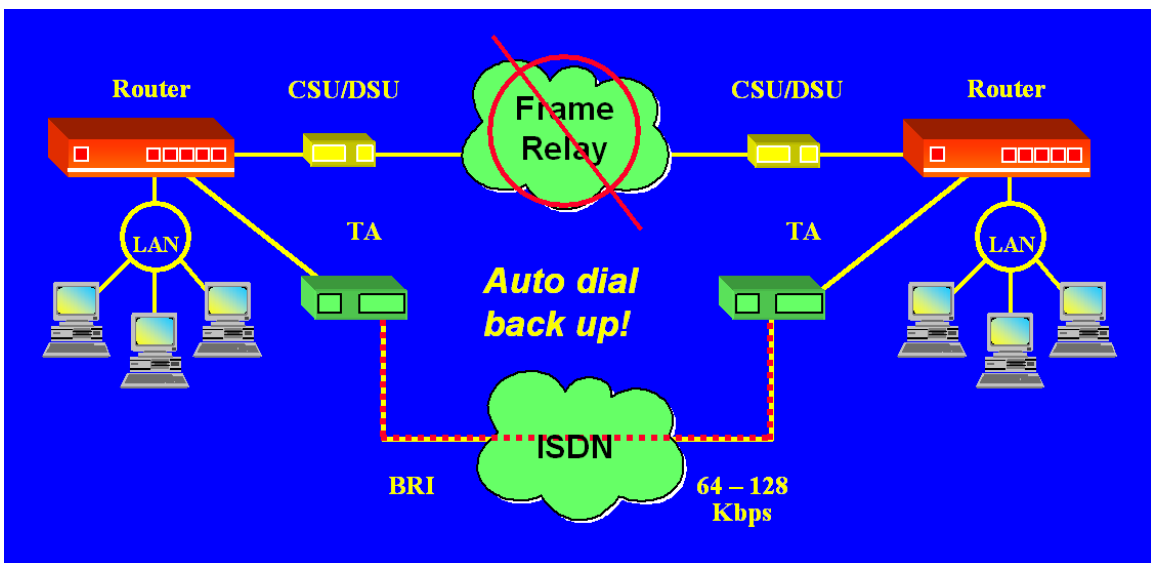 Router
CSU/DSU
Frame
Relay
CSU/DSU
Router
LAN
TA
Auto dial
back up!
TA
LAN
ISDN
BRI
64 – 128
Kbps